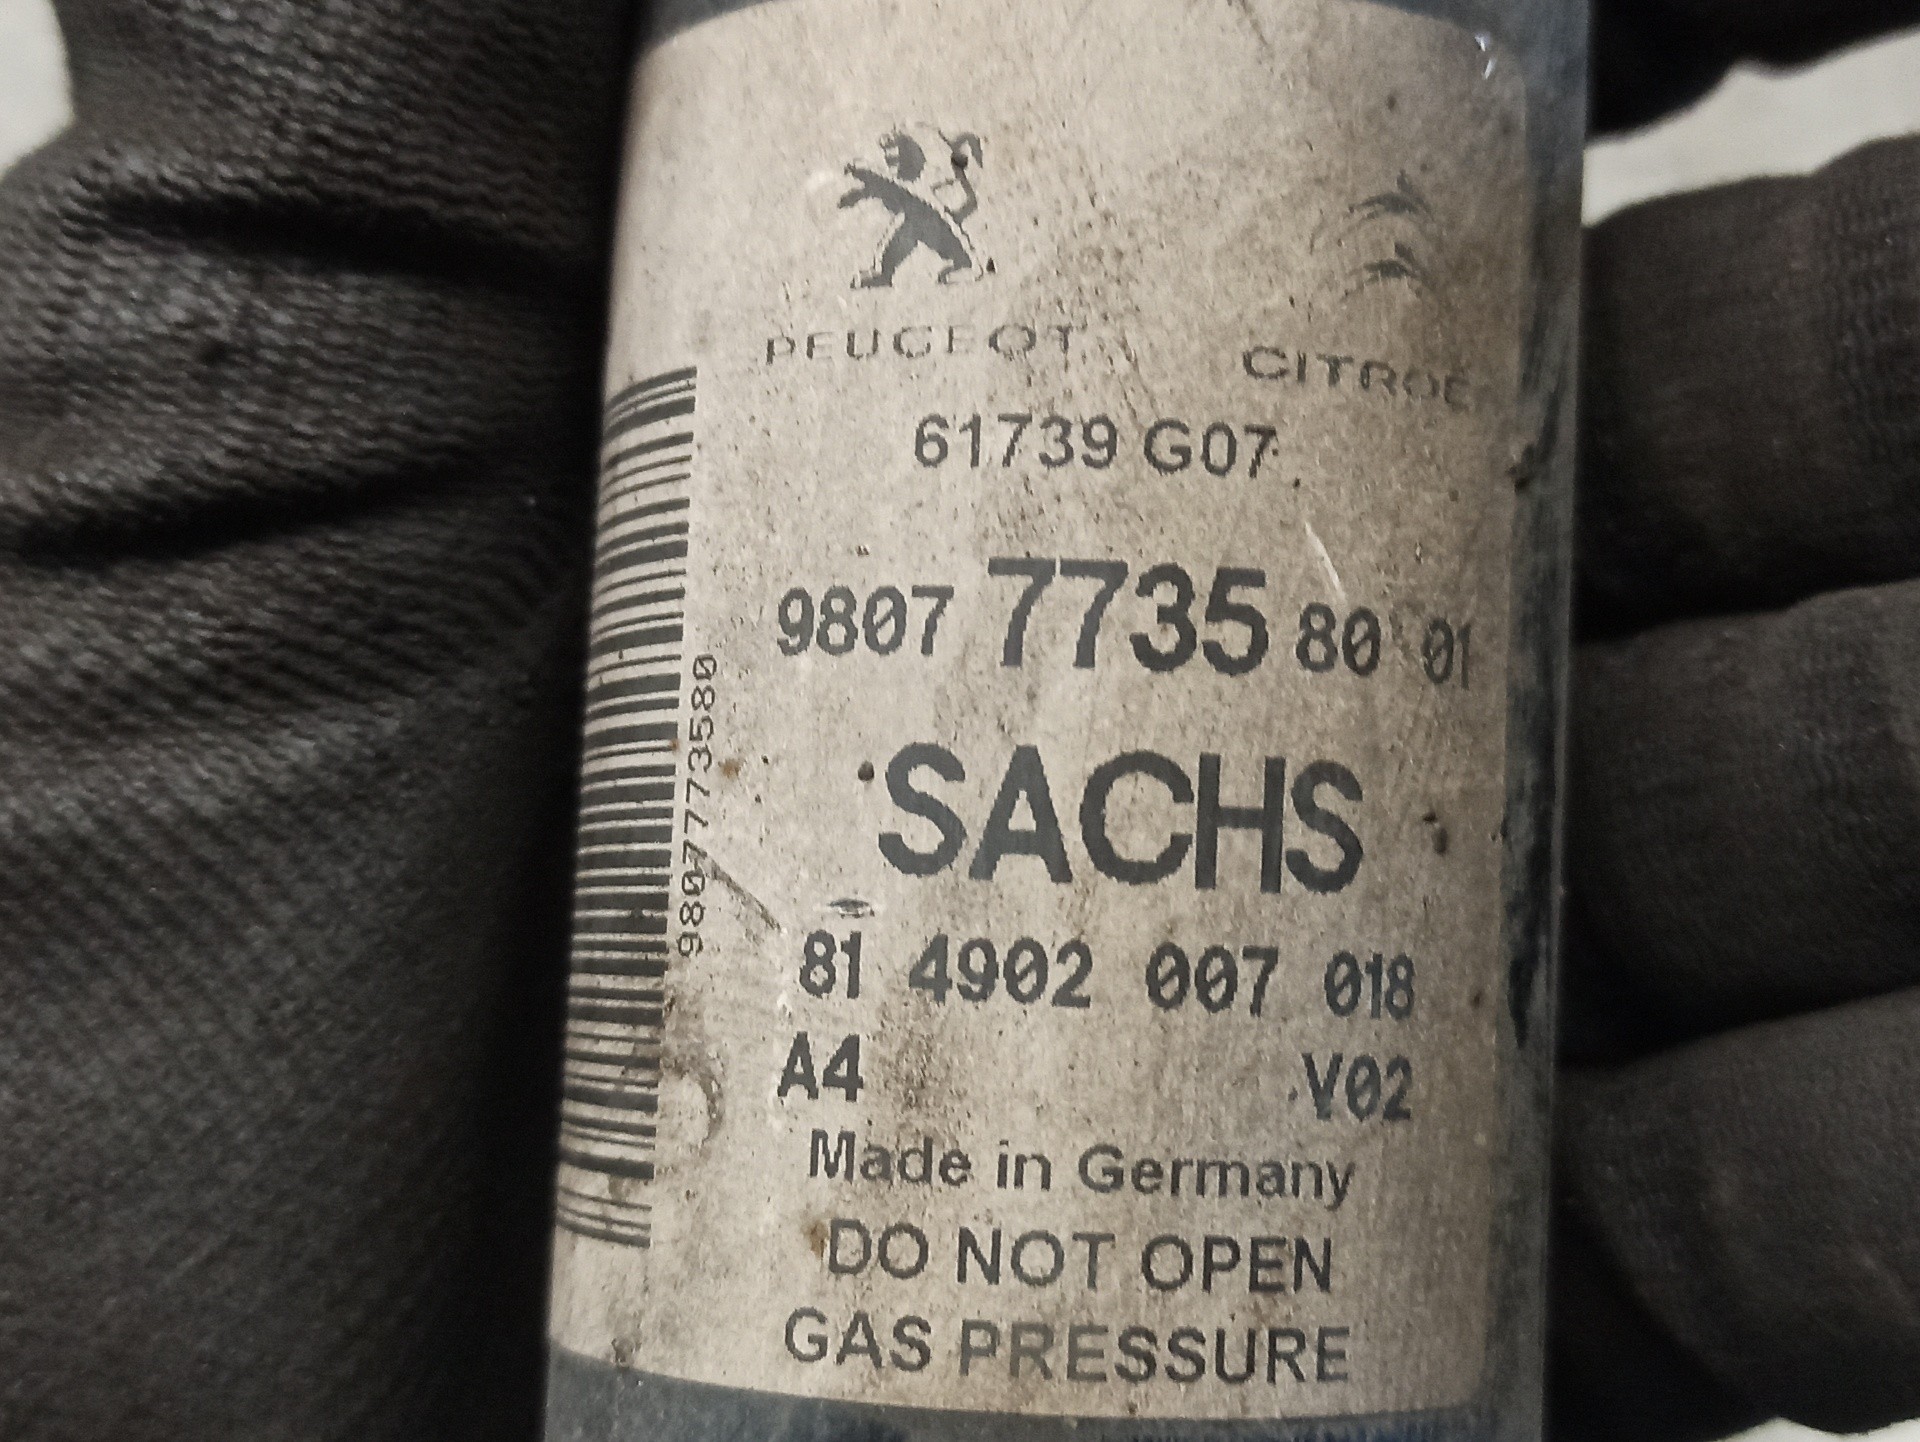 PEUGEOT CITROË
61739 G07
9807 7735 80 01
9807773580
SACHS
81 4902 007 018
A4 V02
Made in Germany
DO NOT OPEN
GAS PRESSURE